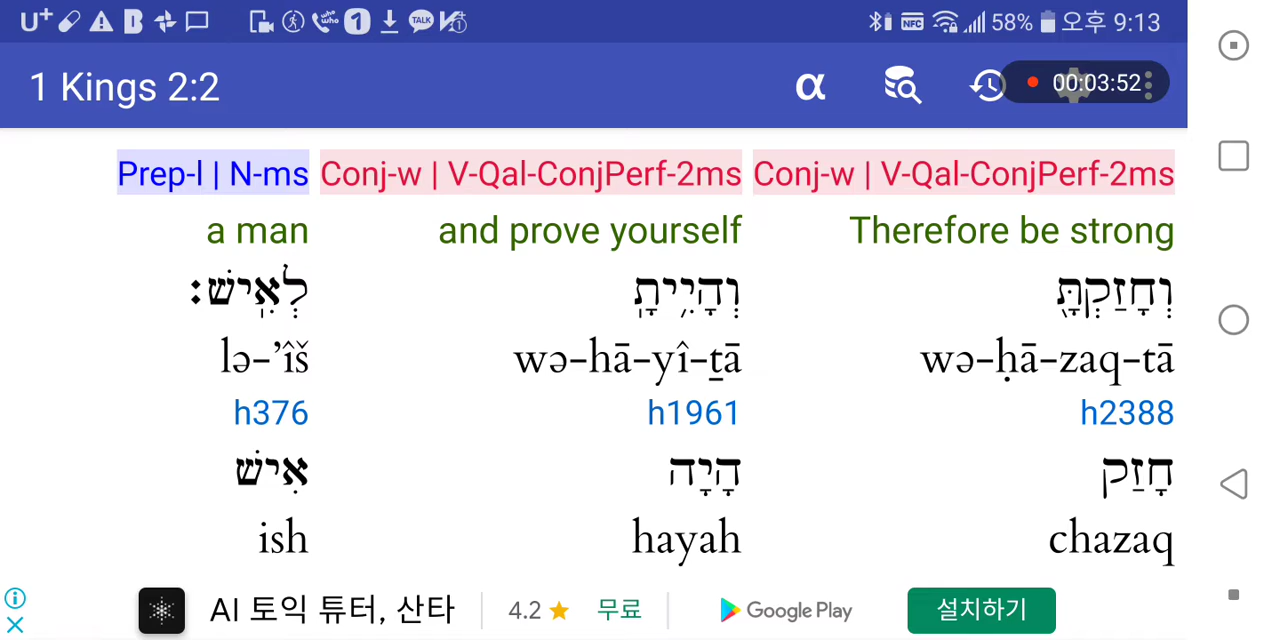 U+ 1 TALK 58% 오후 9:13
1 Kings 2:2 α 00:03:52
Prep-l | N-ms Conj-w | V-Qal-ConjPerf-2ms Conj-w | V-Qal-ConjPerf-2ms
a man and prove yourself Therefore be strong
לְאִֽישׁ׃ וְהָיִ֥יתָֽ וְחָזַקְתָּ֖
lə-’îš wə-hā-yî-ṯā wə-ḥā-zaq-tā
h376 h1961 h2388
אִישׁ הָיָה חָזַק
ish hayah chazaq
AI 토익 튜터, 산타 4.2 무료 Google Play 설치하기